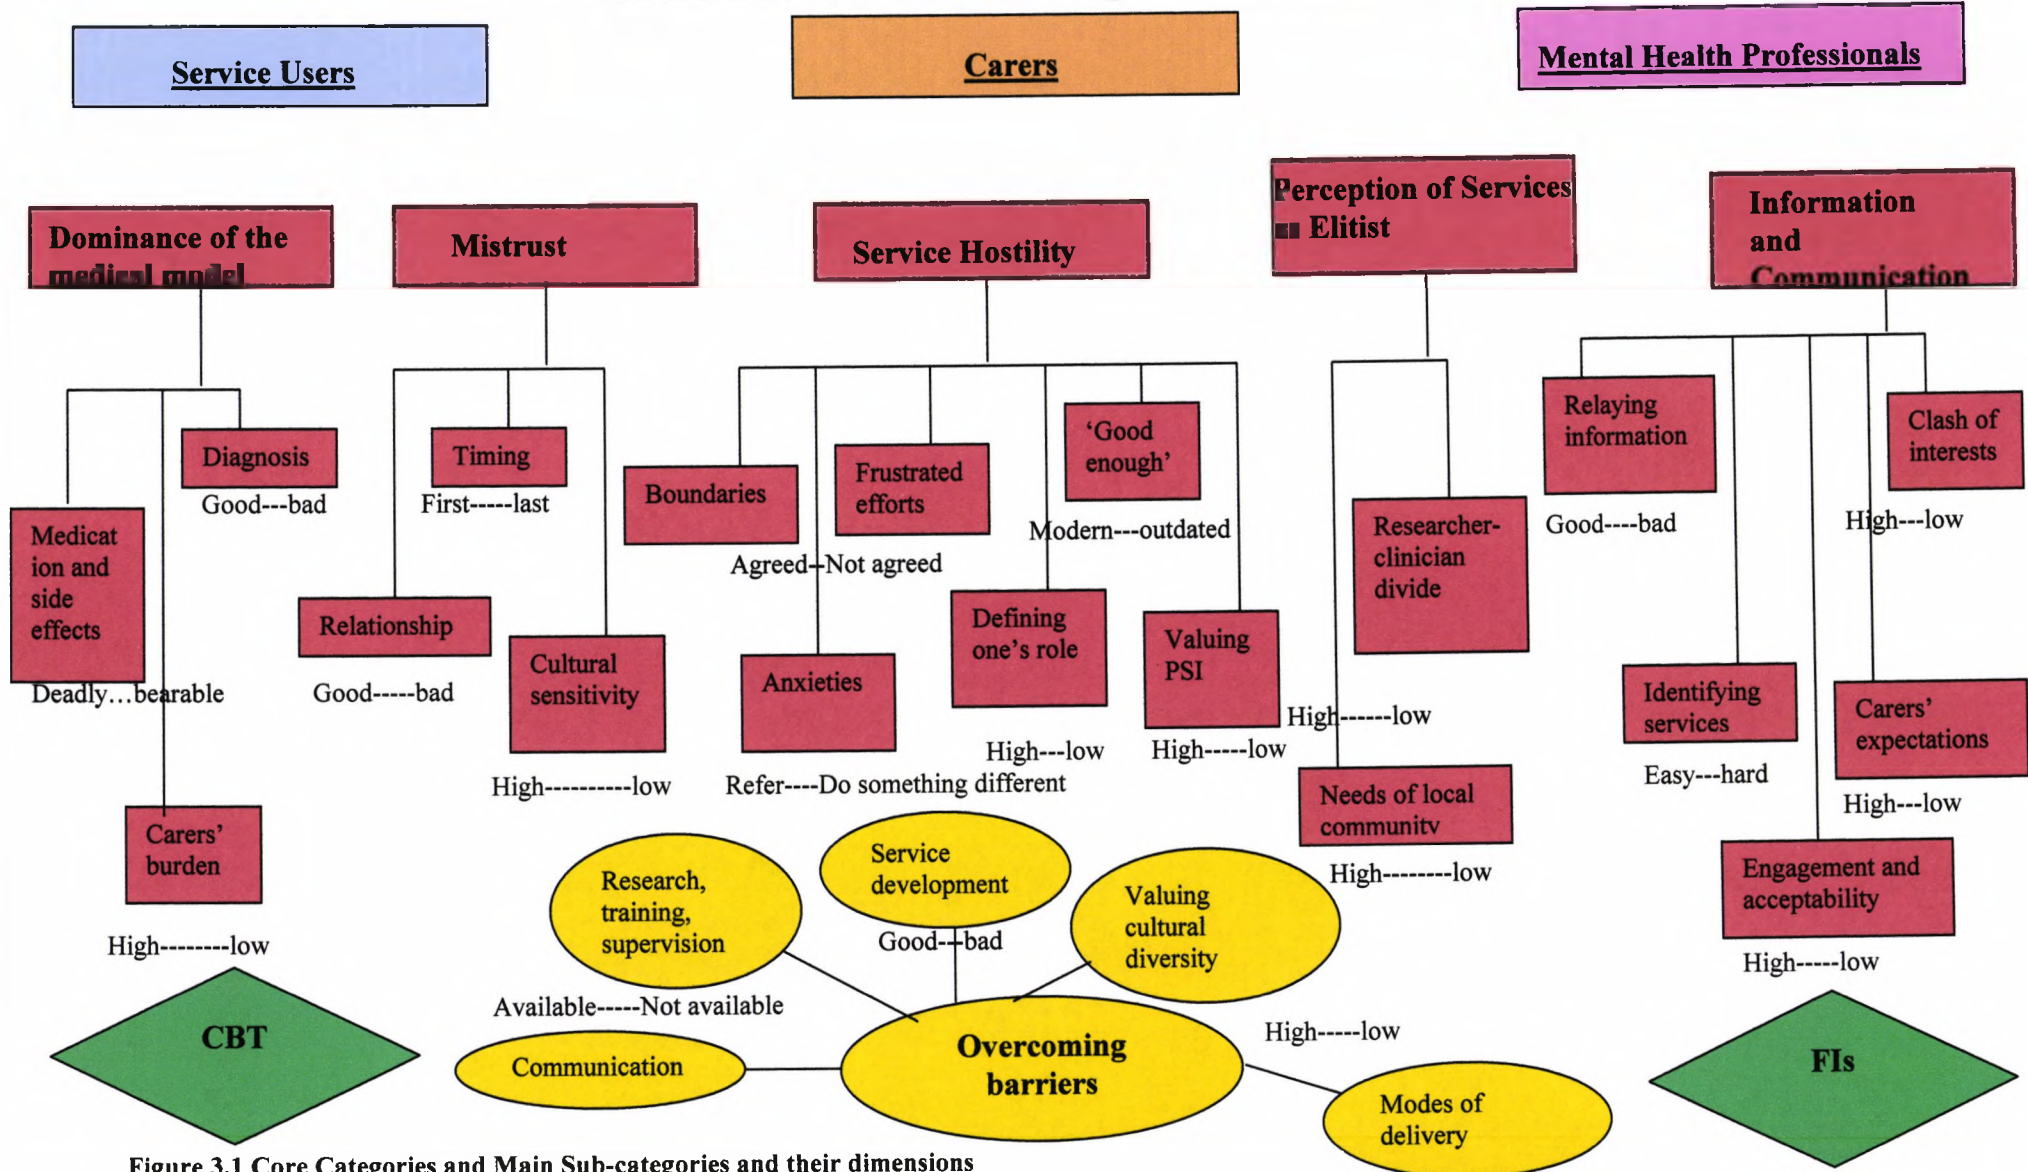 Service Users
Carers
Mental Health Professionals
Dominance of the
medical model
Mistrust
Service Hostility
Perception of Services
Elitist
Information
and
Communication
Diagnosis
Good---bad
Medicat
ion and
side
effects
Deadly...bearable
Carers'
burden
High--------low
Timing
First-----last
Relationship
Good-----bad
Cultural
sensitivity
High----------low
Boundaries
Frustrated
efforts
Agreed--Not agreed
'Good
enough'
Modern---outdated
Anxieties
Refer----Do something different
Defining
one's role
High---low
Valuing
PSI
High-----low
Researcher-
clinician
divide
High------low
Needs of local
community
High--------low
Relaying
information
Good----bad
Clash of
interests
High---low
Identifying
services
Easy---hard
Carers'
expectations
High---low
Engagement and
acceptability
High-----low
CBT
Research,
training,
supervision
Available-----Not available
Service
development
Good--bad
Valuing
cultural
diversity
High-----low
Communication
Overcoming
barriers
Modes of
delivery
FIs
Figure 3.1 Core Categories and Main Sub-categories and their dimensions